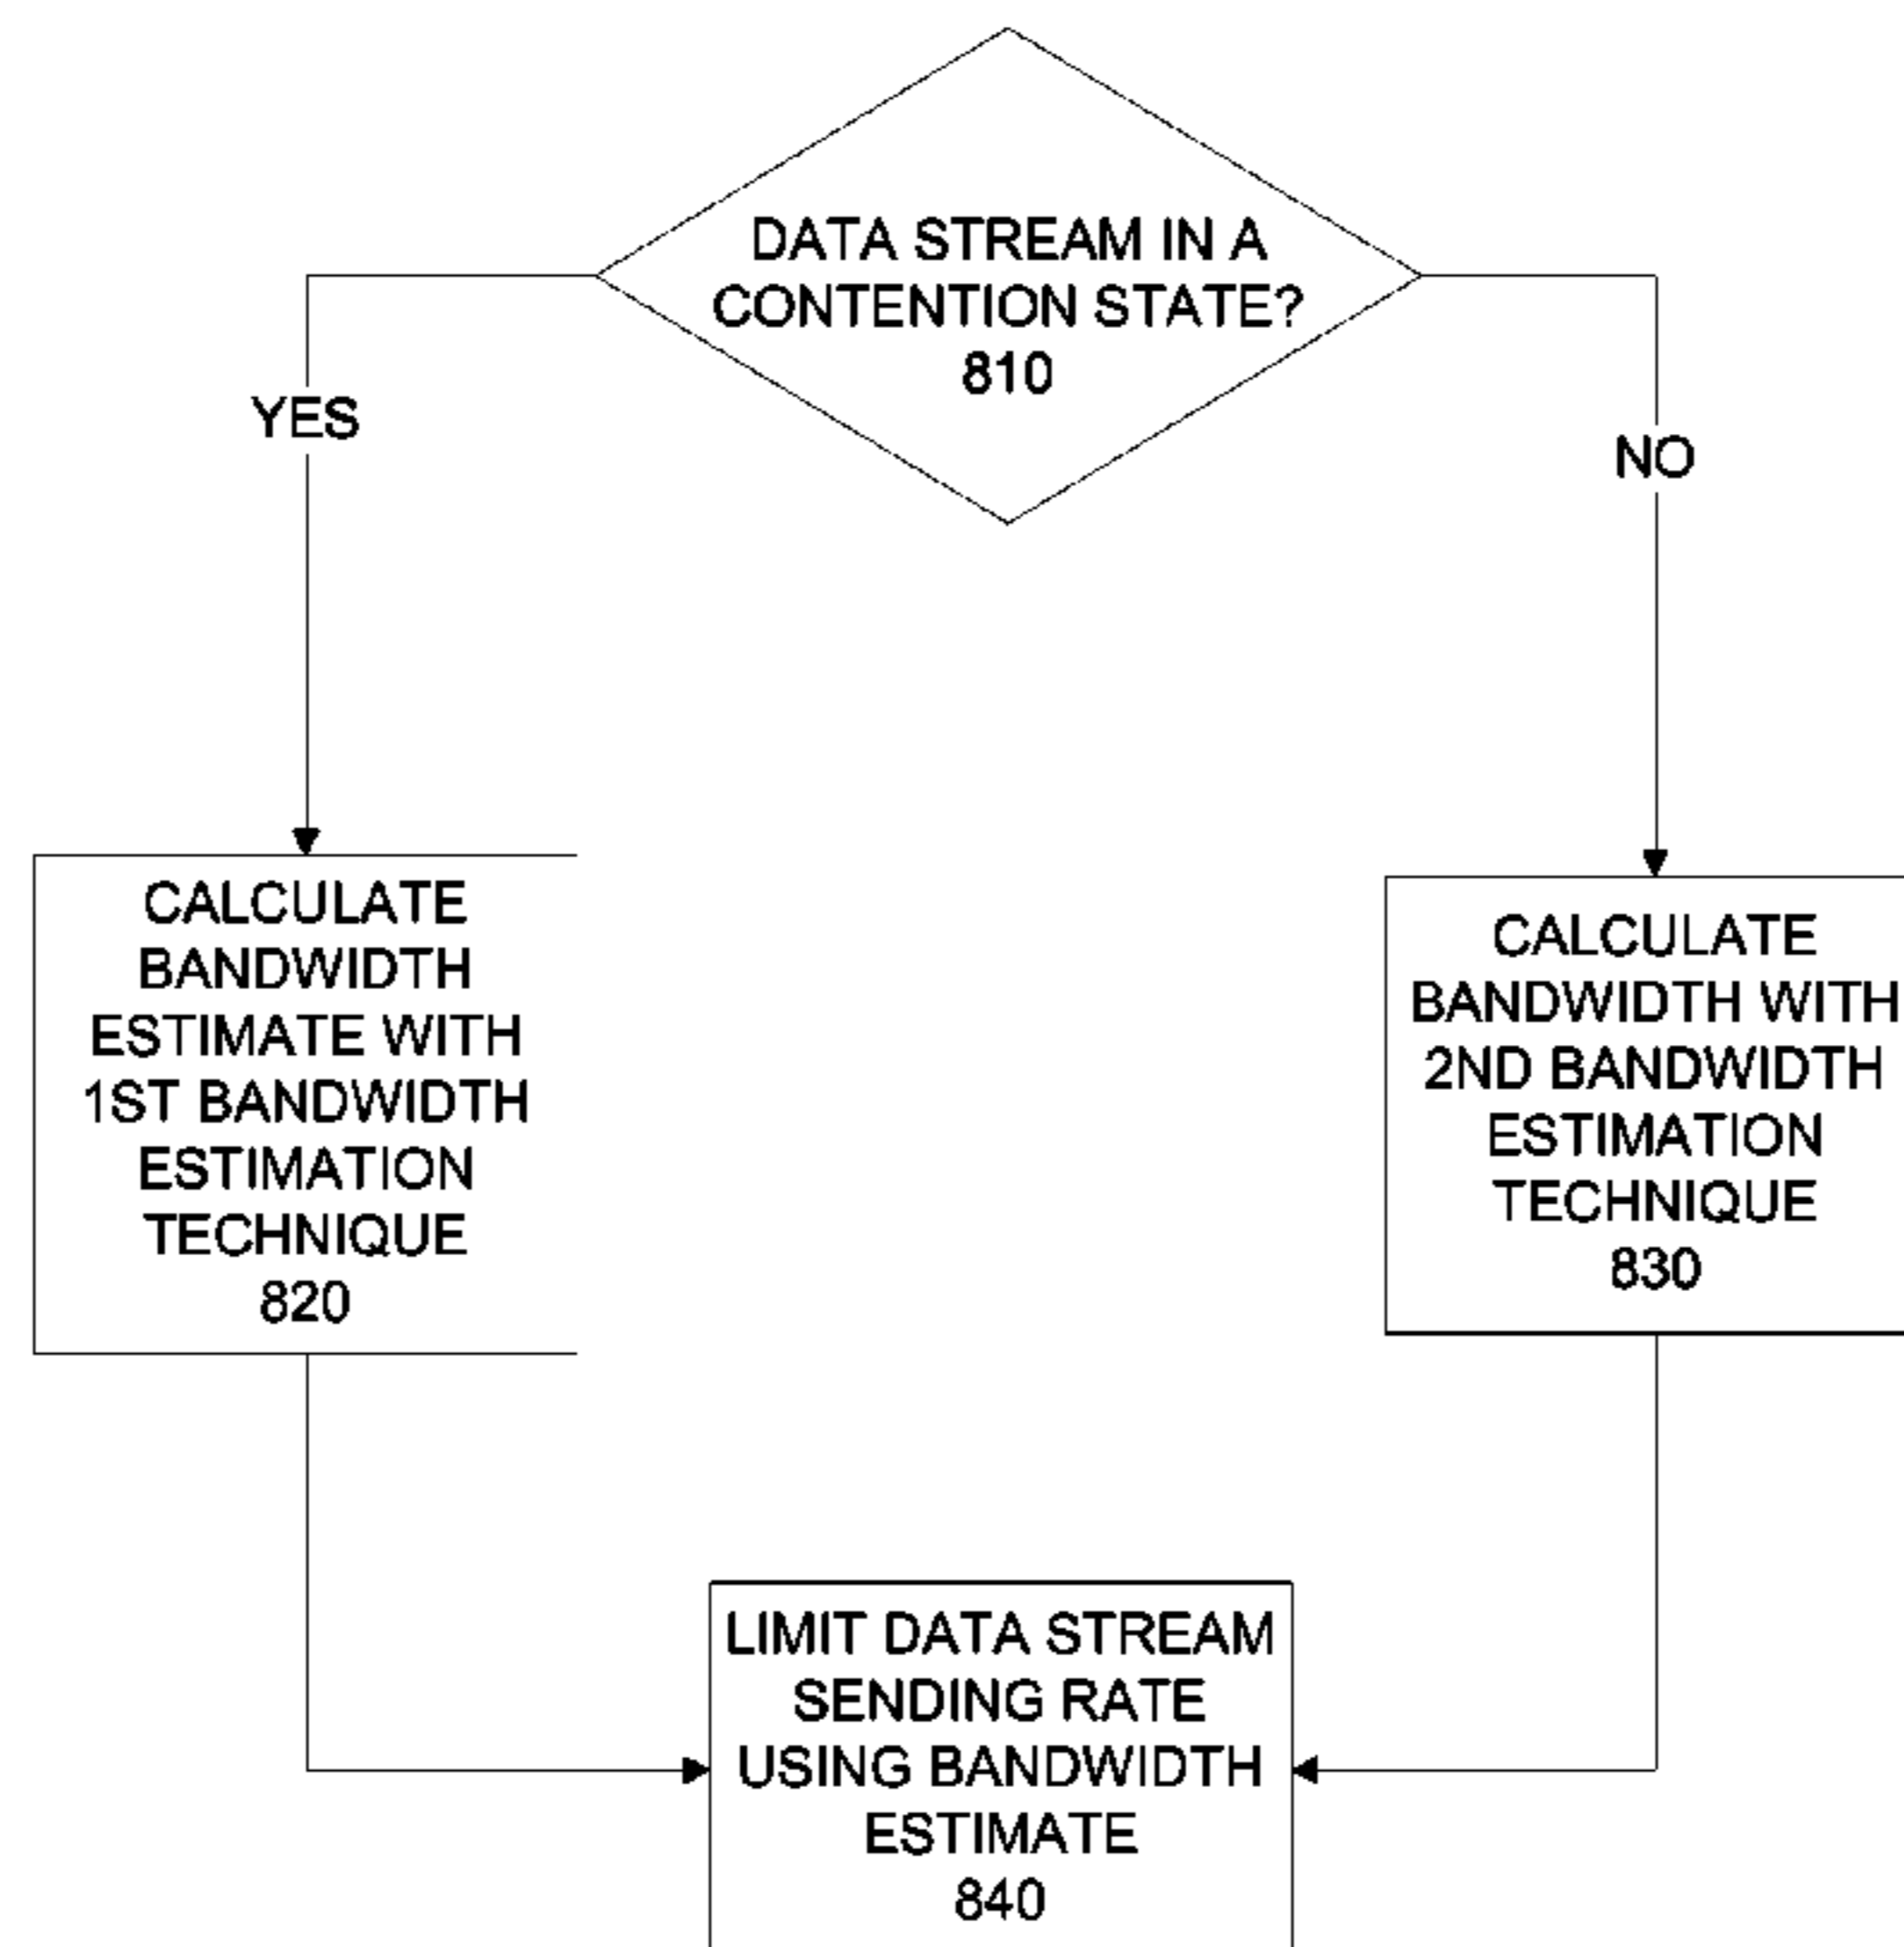 DATA STREAM IN A
CONTENTION STATE?
810
YES
NO
CALCULATE
BANDWIDTH
ESTIMATE WITH
1ST BANDWIDTH
ESTIMATION
TECHNIQUE
820
CALCULATE
BANDWIDTH WITH
2ND BANDWIDTH
ESTIMATION
TECHNIQUE
830
LIMIT DATA STREAM
SENDING RATE
USING BANDWIDTH
ESTIMATE
840